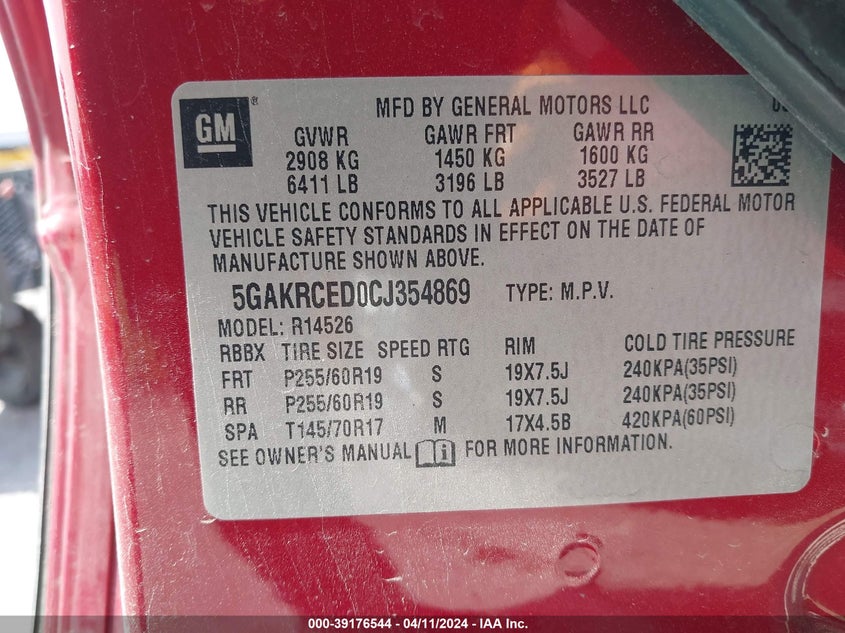 MFD BY GENERAL MOTORS LLC
GM ®
GVWR GAWR FRT GAWR RR
2908 KG 1450 KG 1600 KG
6411 LB 3196 LB 3527 LB
THIS VEHICLE CONFORMS TO ALL APPLICABLE U.S. FEDERAL MOTOR
VEHICLE SAFETY STANDARDS IN EFFECT ON THE DATE OF
MANUFACTURE SHOWN ABOVE.
5GAKRCED0CJ354869 TYPE: M.P.V.
MODEL: R14526
RBBX TIRE SIZE SPEED RTG RIM COLD TIRE PRESSURE
FRT P255/60R19 S 19X7.5J 240KPA(35PSI)
RR P255/60R19 S 19X7.5J 240KPA(35PSI)
SPA T145/70R17 M 17X4.5B 420KPA(60PSI)
SEE OWNER'S MANUAL FOR MORE INFORMATION.
000-39176544 - 04/11/2024 - IAA Inc.